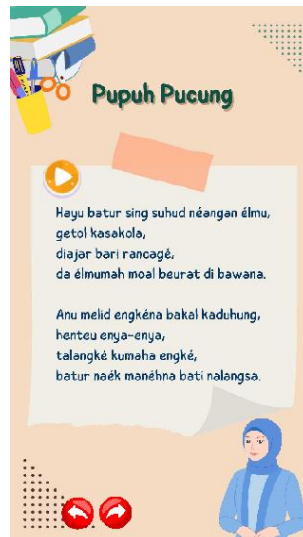 Pupuh Pucung
Hayu batur sing suhud néangan élmu,
getol kasakola,
diajar bari rancagé,
da élmumah moal beurat di bawana.
Anu melid engkéna bakal kaduhung,
henteu enya-enya,
talangké kumaha engké,
batur naék manéhna bati nalangsa.